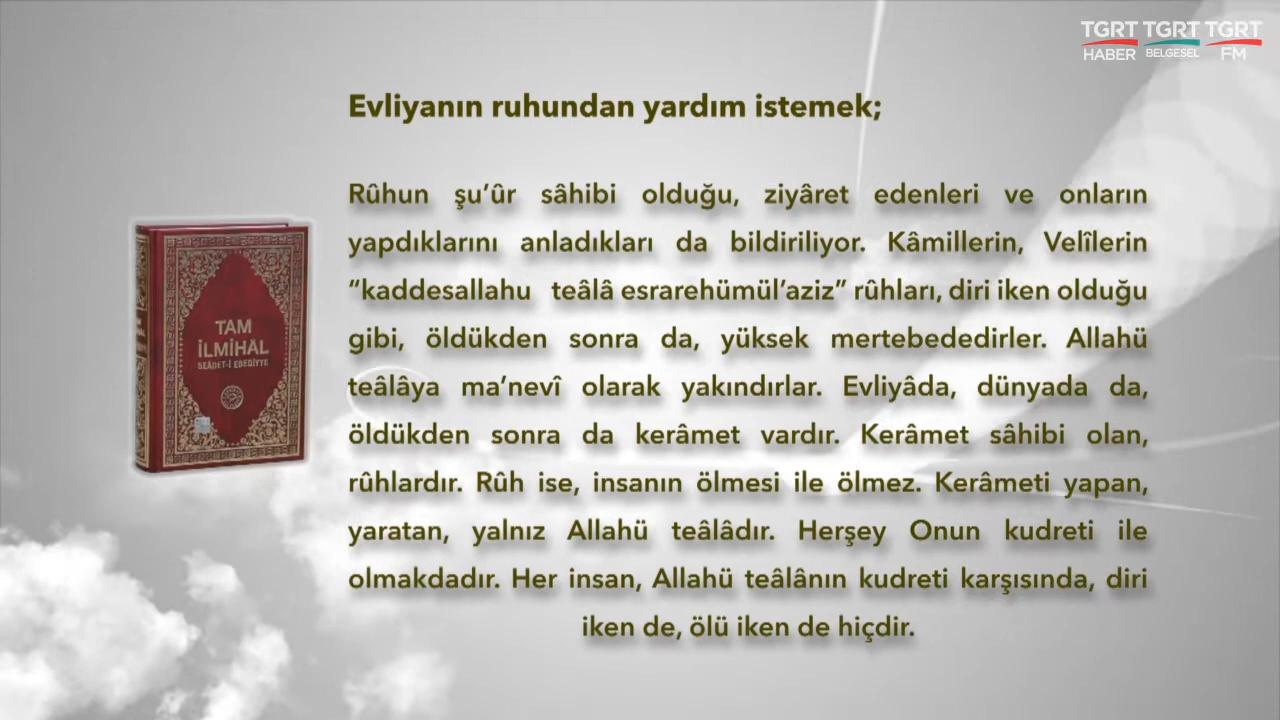 TGRT TGRT TGRT
HABER BELGESEL FM
Evliyanın ruhundan yardım istemek;
Rûhun şu’ûr sâhibi olduğu, ziyâret edenleri ve onların
yapdıklarını anladıkları da bildiriliyor. Kâmillerin, Velîlerin
“kaddesallahu teâlâ esrarehümül’aziz” rûhları, diri iken olduğu
gibi, öldükden sonra da, yüksek mertebededirler. Allahü
teâlâya ma’nevî olarak yakındırlar. Evliyâda, dünyada da,
öldükden sonra da kerâmet vardır. Kerâmet sâhibi olan,
rûhlardır. Rûh ise, insanın ölmesi ile ölmez. Kerâmeti yapan,
yaratan, yalnız Allahü teâlâdır. Herşey Onun kudreti ile
olmakdadır. Her insan, Allahü teâlânın kudreti karşısında, diri
iken de, ölü iken de hiçdir.
TAM
İLMİHÂL
SEÂDET-İ EBEDİYYE